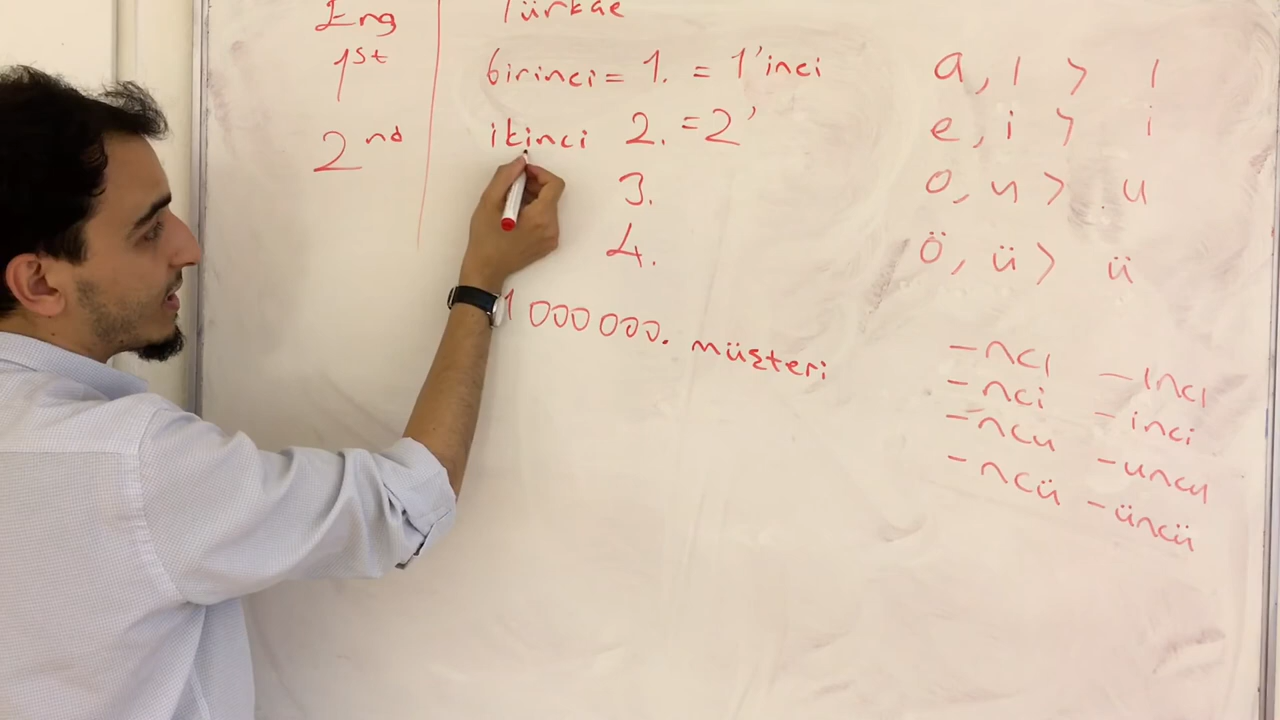 Eng Türkçe
1st birinci = 1. = 1'inci
2nd ikinci 2. = 2'
3.
4.
1 000 000. müşteri
a, ı > ı
e, i > i
o, u > u
ö, ü > ü
-ncı -ıncı
-nci -inci
-ncu -uncu
-ncü -üncü